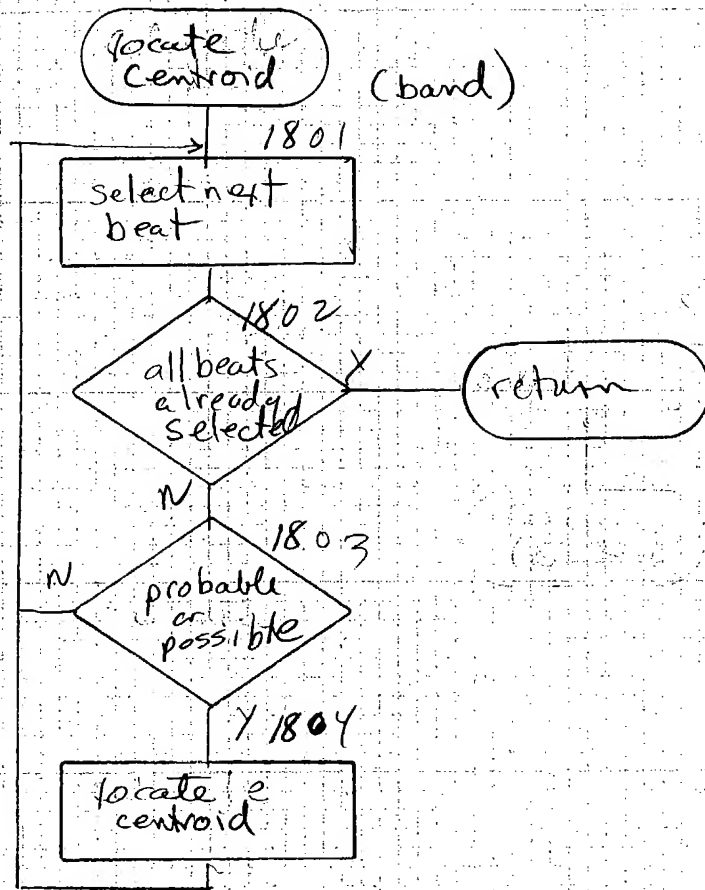 locate
Centroid
(band)
1801
select next
beat
1802
all beats
already
selected
Y
return
N
1803
N
probable
or
possible
Y 1804
locate
centroid